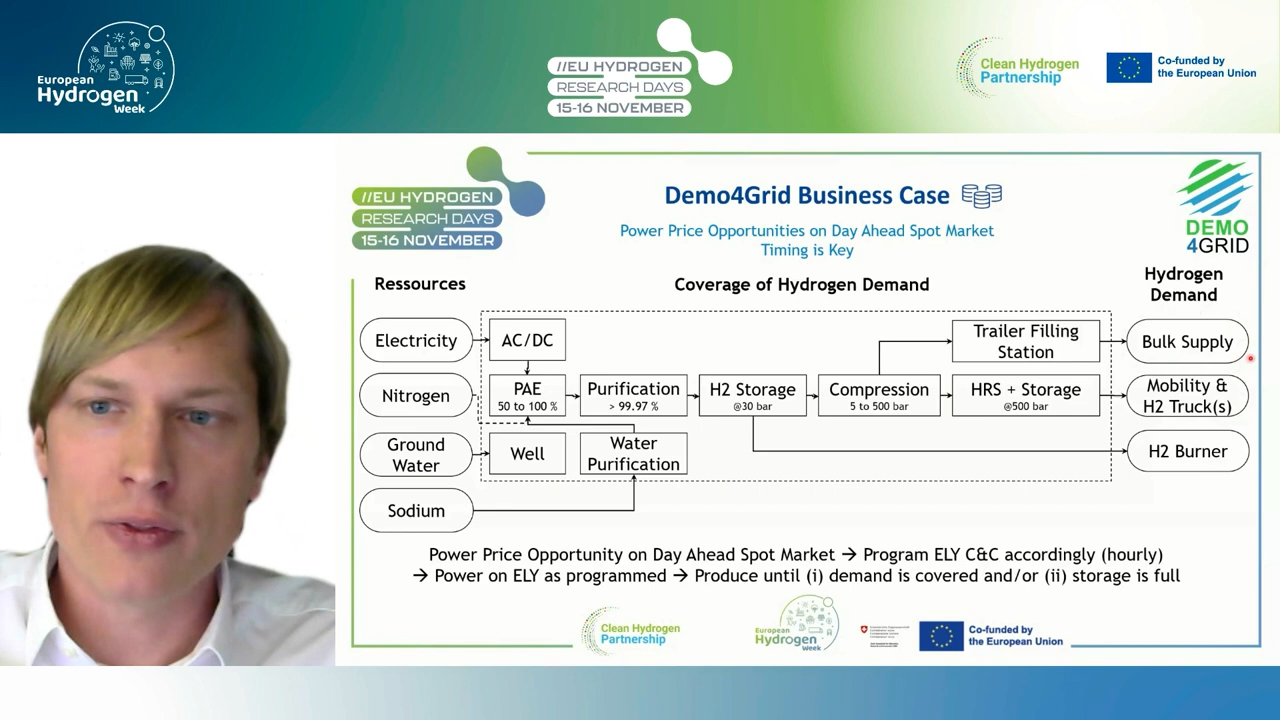 European
Hydrogen
Week
//EU HYDROGEN
RESEARCH DAYS
15-16 NOVEMBER
Clean Hydrogen
Partnership
Co-funded by
the European Union
//EU HYDROGEN
RESEARCH DAYS
15-16 NOVEMBER
Demo4Grid Business Case
Power Price Opportunities on Day Ahead Spot Market
Timing is Key
DEMO
4GRID
Ressources
Coverage of Hydrogen Demand
Hydrogen
Demand
Electricity
AC/DC
Trailer Filling
Station
Bulk Supply
Nitrogen
PAE
50 to 100 %
Purification
> 99.97 %
H2 Storage
@30 bar
Compression
5 to 500 bar
HRS + Storage
@500 bar
Mobility &
H2 Truck(s)
Ground
Water
Well
Water
Purification
H2 Burner
Sodium
Power Price Opportunity on Day Ahead Spot Market → Program ELY C&C accordingly (hourly)
→ Power on ELY as programmed → Produce until (i) demand is covered and/or (ii) storage is full
Clean Hydrogen
Partnership
European
Hydrogen
Week
Co-funded by
the European Union